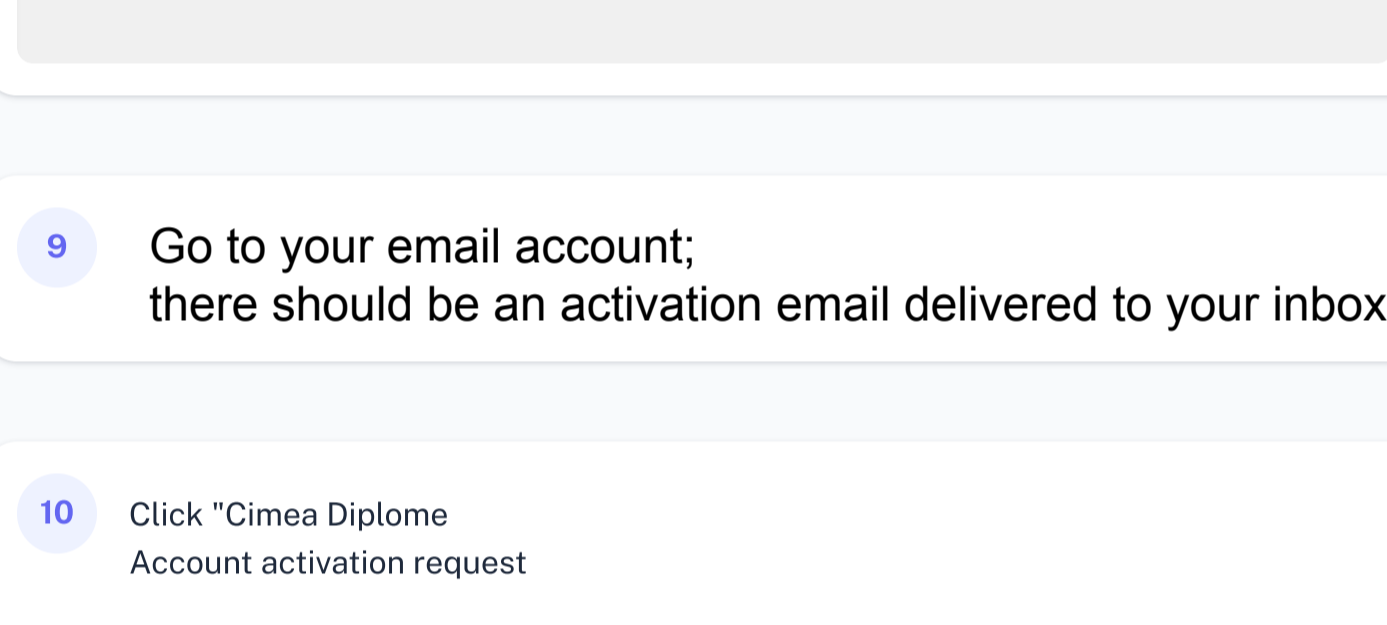 9
Go to your email account;
there should be an activation email delivered to your inbox
10
Click "Cimea Diplome
Account activation request